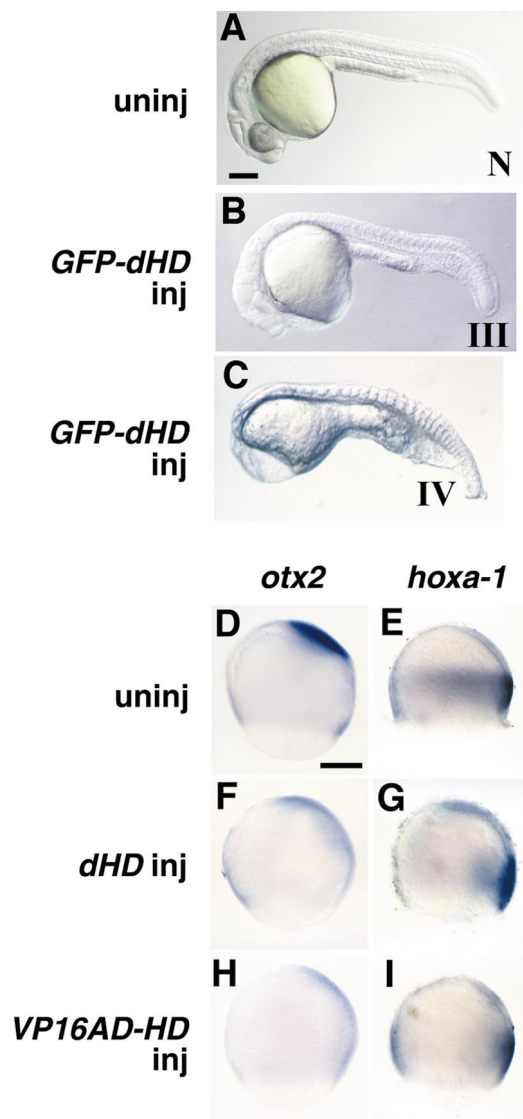 A
uninj
N
B
GFP-dHD
inj
III
C
GFP-dHD
inj
IV
otx2 hoxa-1
D E
uninj
F G
dHD inj
H I
VP16AD-HD
inj